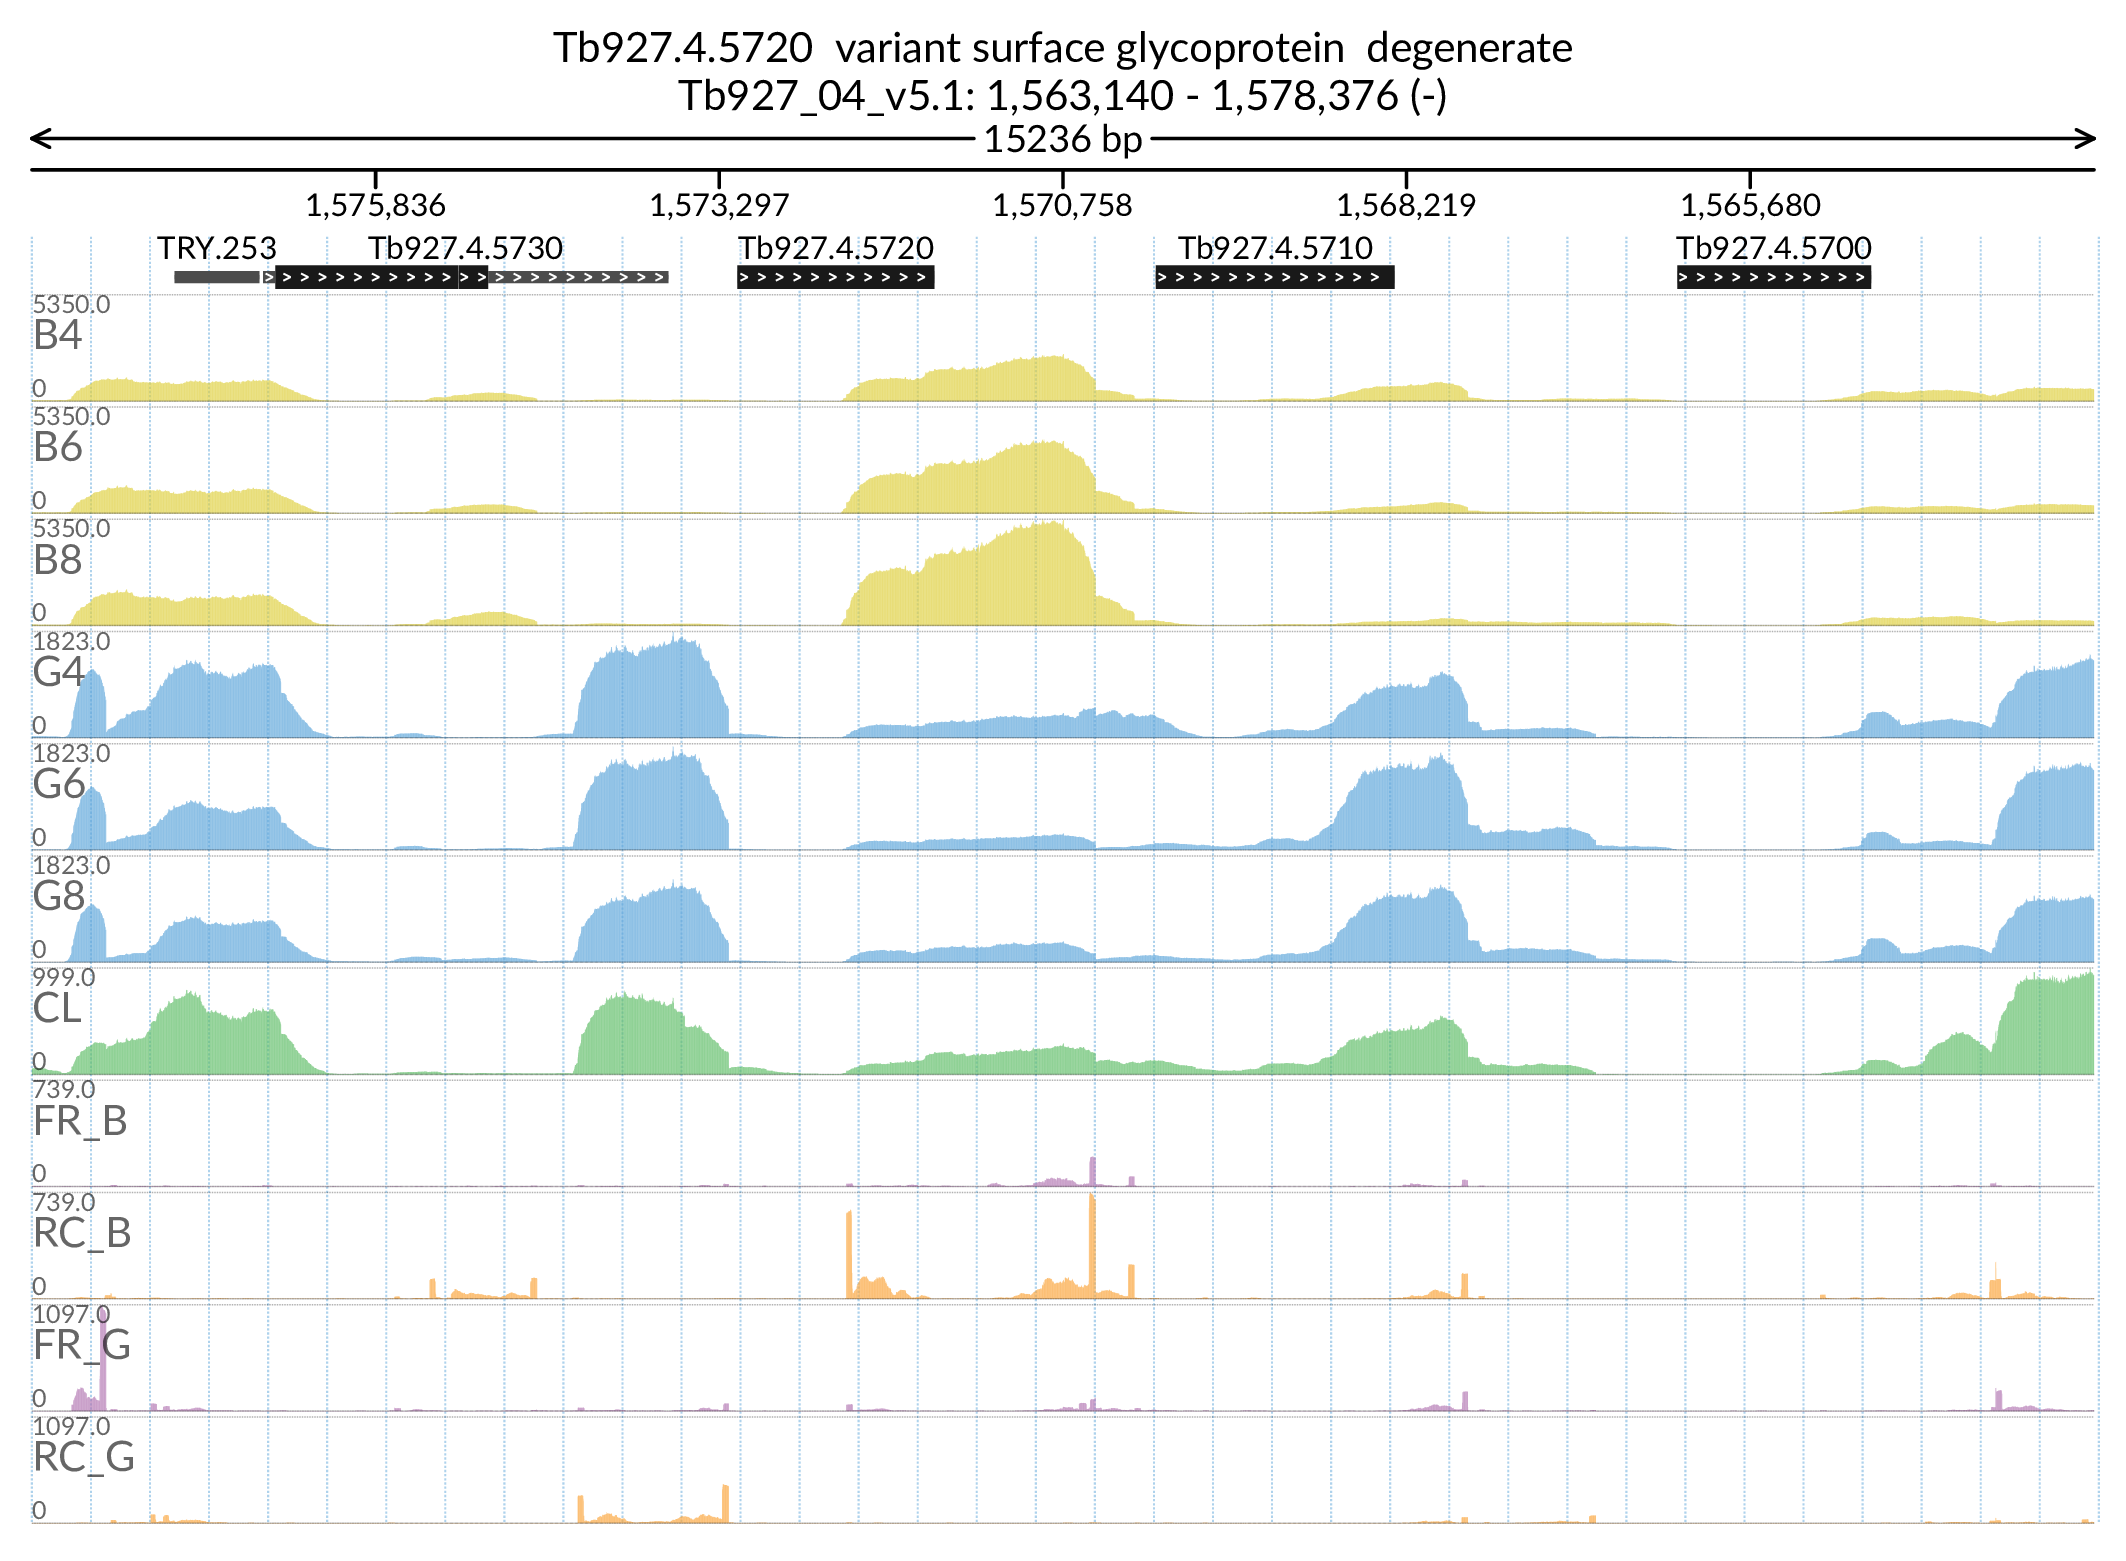 Tb927.4.5720  variant surface glycoprotein  degenerate
Tb927_04_v5.1: 1,563,140 - 1,578,376 (-)
15236 bp
1,575,836 1,573,297 1,570,758 1,568,219 1,565,680
TRY.253 Tb927.4.5730 Tb927.4.5720 Tb927.4.5710 Tb927.4.5700
5350.0
B4
0
5350.0
B6
0
5350.0
B8
0
1823.0
G4
0
1823.0
G6
0
1823.0
G8
0
999.0
CL
0
739.0
FR_B
0
739.0
RC_B
0
1097.0
FR_G
0
1097.0
RC_G
0